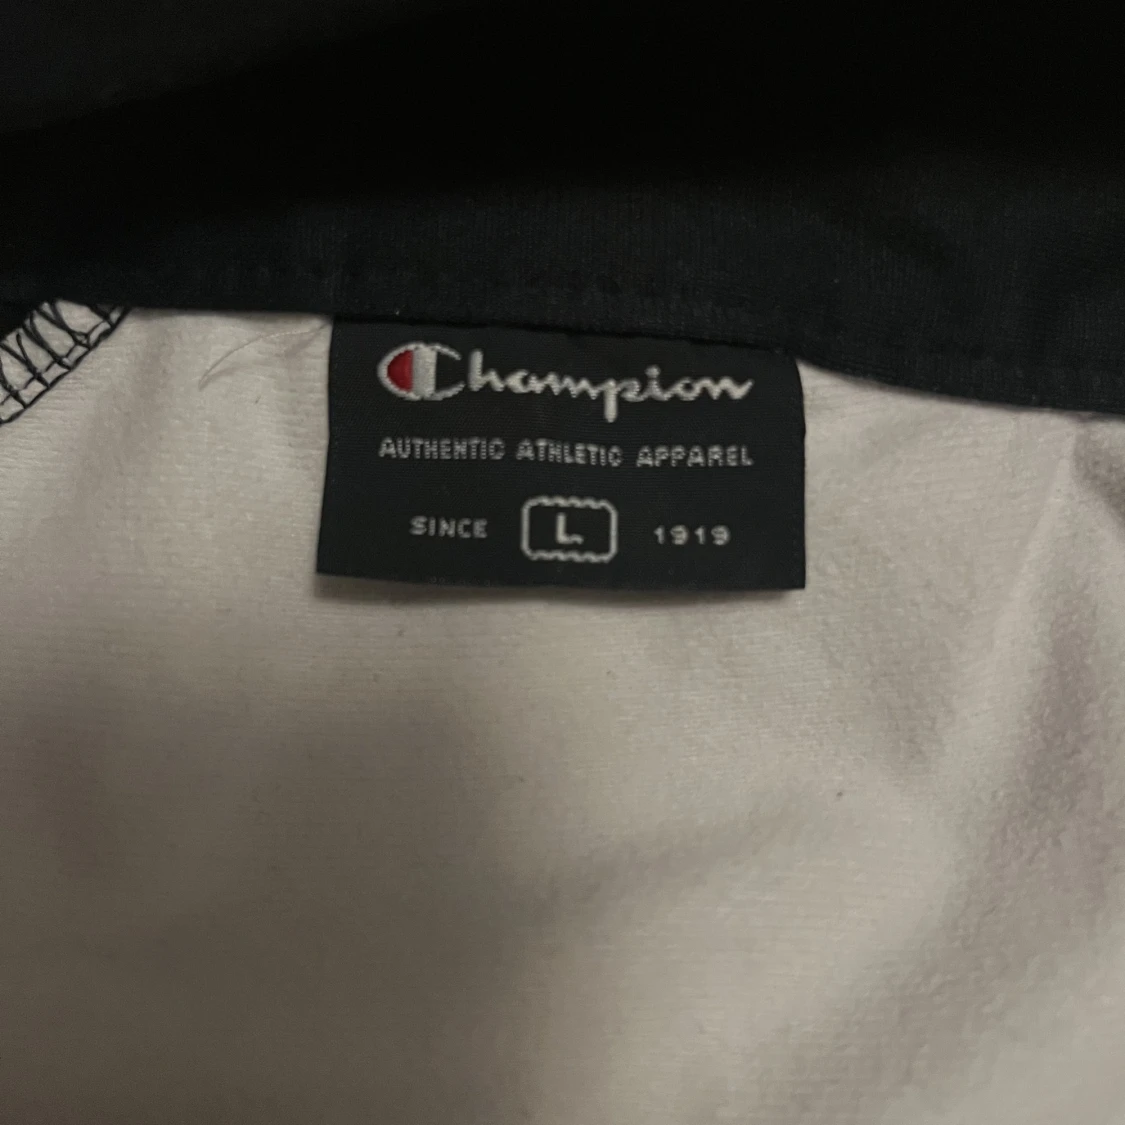 Champion
AUTHENTIC ATHLETIC APPAREL
SINCE L 1919